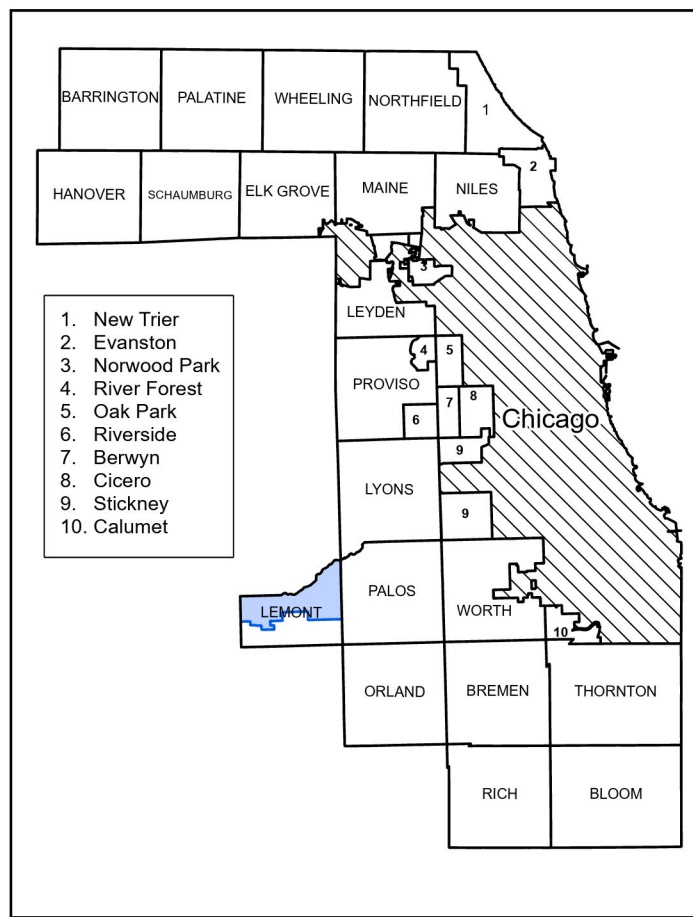 BARRINGTON
PALATINE
WHEELING
NORTHFIELD
1
2
HANOVER
SCHAUMBURG
ELK GROVE
MAINE
NILES
3
LEYDEN
4
5
PROVISO
6
7
8
Chicago
9
1. New Trier
2. Evanston
3. Norwood Park
4. River Forest
5. Oak Park
6. Riverside
7. Berwyn
8. Cicero
9. Stickney
10. Calumet
LYONS
9
LEMONT
PALOS
WORTH
10
ORLAND
BREMEN
THORNTON
RICH
BLOOM